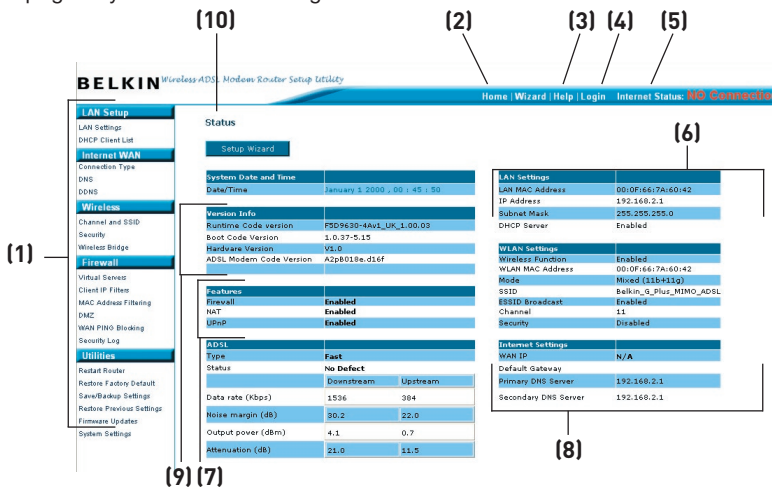 (10) (2) (3) (4) (5)
BELKIN Wireless ADSL Modem Router Setup Utility
Home | Wizard | Help | Login Internet Status: NO Connection
(1)
LAN Setup
LAN Settings
DHCP Client List
Internet WAN
Connection Type
DNS
DDNS
Wireless
Channel and SSID
Security
Wireless Bridge
Firewall
Virtual Servers
Client IP Filters
MAC Address Filtering
DMZ
WAN PING Blocking
Security Log
Utilities
Restart Router
Restore Factory Default
Save/Backup Settings
Restore Previous Settings
Firmware Updates
System Settings
Status
Setup Wizard
System Date and Time
Date/Time January 1 2000 , 00 : 45 : 50
Version Info
Runtime Code version F5D9630-4Av1_UK_1.00.03
Boot Code Version 1.0.37-5.15
Hardware Version V1.0
ADSL Modem Code Version A2pB018e.d16f
Features
Firevall Enabled
NAT Enabled
UPnP Enabled
ADSL
Type Fast
Status No Defect
Downstream Upstream
Data rate (Kbps) 1536 384
Noise margin (dB) 30.2 22.0
Output power (dBm) 4.1 0.7
Attenuation (dB) 21.0 11.5
(9) (7)
(6)
LAN Settings
LAN MAC Address 00:0F:66:7A:60:42
IP Address 192.168.2.1
Subnet Mask 255.255.255.0
DHCP Server Enabled
WLAN Settings
Wireless Function Enabled
WLAN MAC Address 00:0F:66:7A:60:42
Mode Mixed (11b+11g)
SSID Belkin_G_Plus_MIMO_ADSL
ESSID Broadcast Enabled
Channel 11
Security Disabled
Internet Settings
WAN IP N/A
Default Gateway
Primary DNS Server 192.168.2.1
Secondary DNS Server 192.168.2.1
(8)